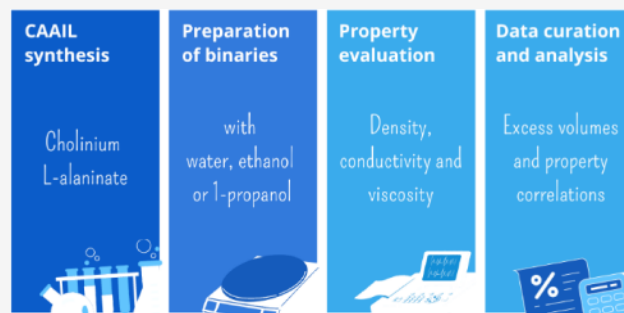 CAAIL
synthesis
Cholinium
L-alaninate
Preparation
of binaries
with
water, ethanol
or 1-propanol
Property
evaluation
Density,
conductivity and
viscosity
Data curation
and analysis
Excess volumes
and property
correlations
%